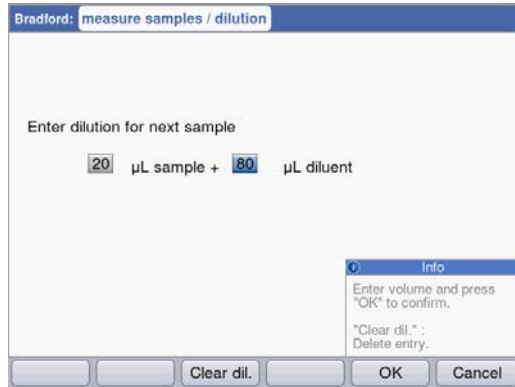 Bradford: measure samples / dilution
Enter dilution for next sample
20 µL sample + 80 µL diluent
Info
Enter volume and press
"OK" to confirm.
"Clear dil." :
Delete entry.
Clear dil. OK Cancel